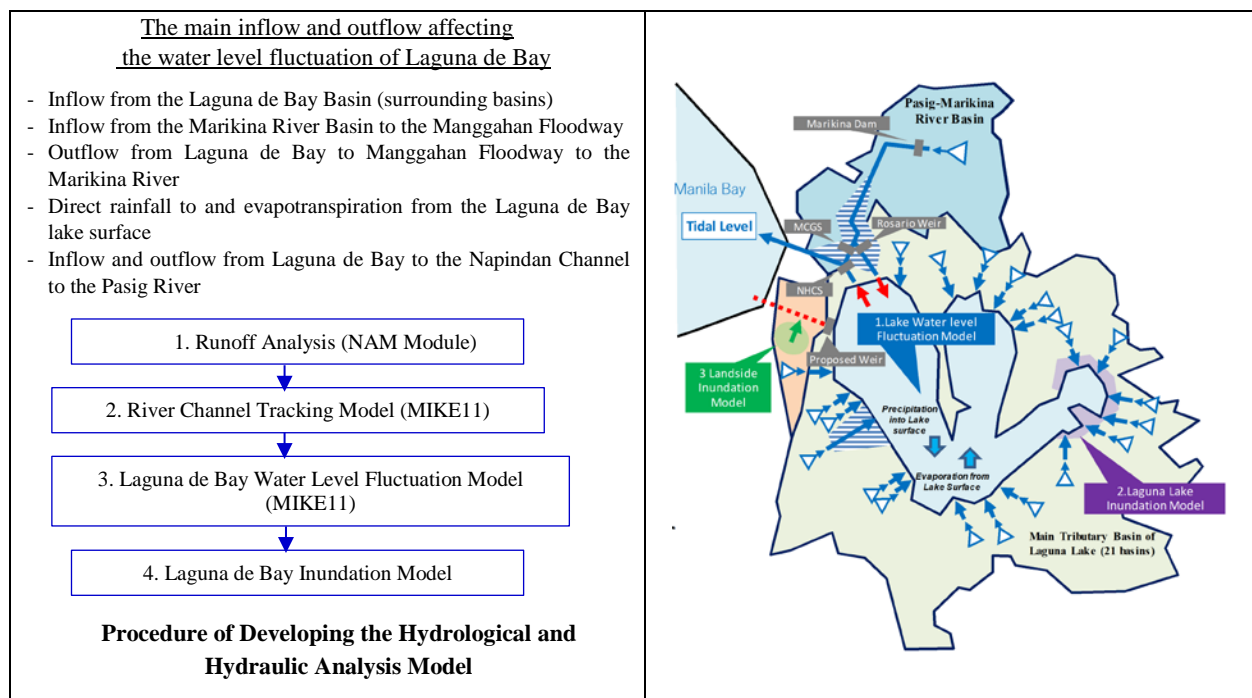 The main inflow and outflow affecting
the water level fluctuation of Laguna de Bay
- Inflow from the Laguna de Bay Basin (surrounding basins)
- Inflow from the Marikina River Basin to the Manggahan Floodway
- Outflow from Laguna de Bay to Manggahan Floodway to the
Marikina River
- Direct rainfall to and evapotranspiration from the Laguna de Bay
lake surface
- Inflow and outflow from Laguna de Bay to the Napindan Channel
to the Pasig River
1. Runoff Analysis (NAM Module)
2. River Channel Tracking Model (MIKE11)
3. Laguna de Bay Water Level Fluctuation Model
(MIKE11)
4. Laguna de Bay Inundation Model
Procedure of Developing the Hydrological and
Hydraulic Analysis Model
Pasig-Marikina
River Basin
Marikina Dam
Manila Bay
Tidal Level
MCGS
Rosario Weir
NHCS
1.Lake Water level
Fluctuation Model
Proposed Weir
3 Landside
Inundation
Model
Precipitation
into Lake
surface
Evaporation from
Lake Surface
2.Laguna Lake
Inundation Model
Main Tributary Basin of
Laguna Lake (21 basins)